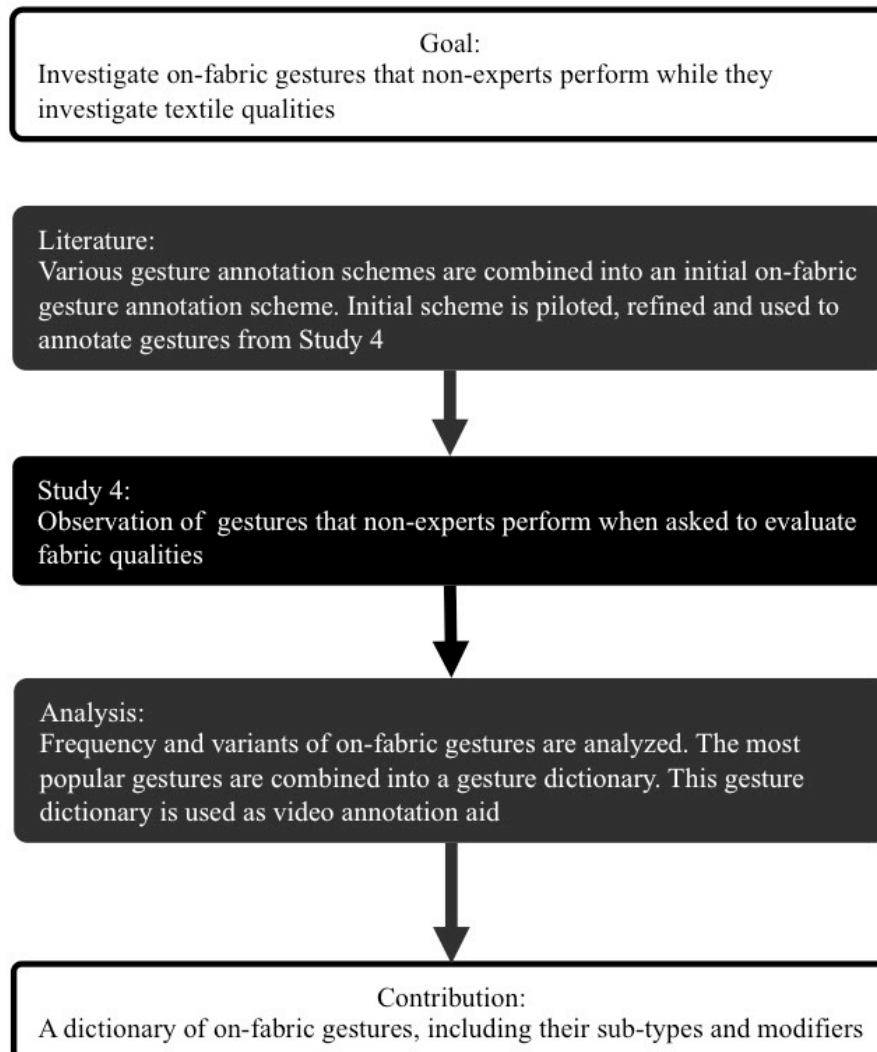 Goal:
Investigate on-fabric gestures that non-experts perform while they
investigate textile qualities
Literature:
Various gesture annotation schemes are combined into an initial on-fabric
gesture annotation scheme. Initial scheme is piloted, refined and used to
annotate gestures from Study 4
Study 4:
Observation of gestures that non-experts perform when asked to evaluate
fabric qualities
Analysis:
Frequency and variants of on-fabric gestures are analyzed. The most
popular gestures are combined into a gesture dictionary. This gesture
dictionary is used as video annotation aid
Contribution:
A dictionary of on-fabric gestures, including their sub-types and modifiers